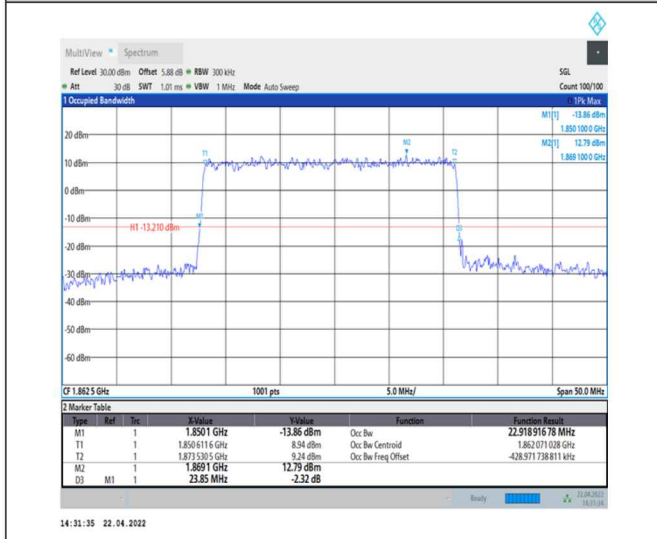 MultiView Spectrum
Ref Level 30.00 dBm Offset 5.88 dB RBW 300 kHz SGL
Att 30 dB SWT 1.01 ms VBW 1 MHz Mode Auto Sweep Count 100/100
1 Occupied Bandwidth 1Pk Max
M1[1] -13.86 dBm
1.850 100 0 GHz
M2[1] 12.79 dBm
1.869 100 0 GHz
20 dBm
M2
T1 T2
10 dBm
0 dBm
-10 dBm
M1
H1 -13.210 dBm
D3
-20 dBm
-30 dBm
-40 dBm
-50 dBm
-60 dBm
CF 1.862 5 GHz 1001 pts 5.0 MHz/ Span 50.0 MHz
2 Marker Table
Type Ref Trc X-Value Y-Value Function Function Result
M1 1 1.8501 GHz -13.86 dBm Occ Bw 22.918 916 78 MHz
T1 1 1.850 611 6 GHz 8.94 dBm Occ Bw Centroid 1.862 071 028 GHz
T2 1 1.873 530 5 GHz 9.24 dBm Occ Bw Freq Offset -428.971 738 811 kHz
M2 1 1.8691 GHz 12.79 dBm
D3 M1 1 23.85 MHz -2.32 dB
Ready 22.04.2022
14:31:34
14:31:35 22.04.2022